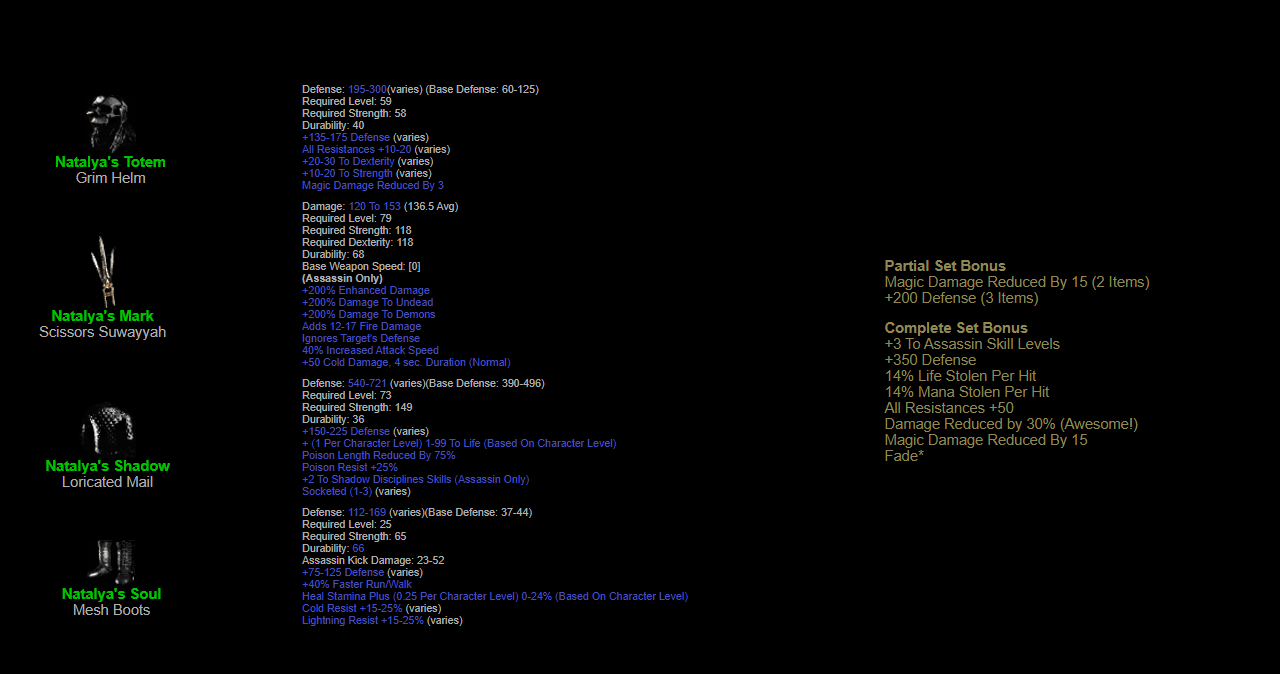 Natalya's Totem
Grim Helm
Defense: 195-300(varies) (Base Defense: 60-125)
Required Level: 59
Required Strength: 58
Durability: 40
+135-175 Defense (varies)
All Resistances +10-20 (varies)
+20-30 To Dexterity (varies)
+10-20 To Strength (varies)
Magic Damage Reduced By 3
Natalya's Mark
Scissors Suwayyah
Damage: 120 To 153 (136.5 Avg)
Required Level: 79
Required Strength: 118
Required Dexterity: 118
Durability: 68
Base Weapon Speed: [0]
(Assassin Only)
+200% Enhanced Damage
+200% Damage To Undead
+200% Damage To Demons
Adds 12-17 Fire Damage
Ignores Target's Defense
40% Increased Attack Speed
+50 Cold Damage, 4 sec. Duration (Normal)
Natalya's Shadow
Loricated Mail
Defense: 540-721 (varies)(Base Defense: 390-496)
Required Level: 73
Required Strength: 149
Durability: 36
+150-225 Defense (varies)
+ (1 Per Character Level) 1-99 To Life (Based On Character Level)
Poison Length Reduced By 75%
Poison Resist +25%
+2 To Shadow Disciplines Skills (Assassin Only)
Socketed (1-3) (varies)
Natalya's Soul
Mesh Boots
Defense: 112-169 (varies)(Base Defense: 37-44)
Required Level: 25
Required Strength: 65
Durability: 66
Assassin Kick Damage: 23-52
+75-125 Defense (varies)
+40% Faster Run/Walk
Heal Stamina Plus (0.25 Per Character Level) 0-24% (Based On Character Level)
Cold Resist +15-25% (varies)
Lightning Resist +15-25% (varies)
Partial Set Bonus
Magic Damage Reduced By 15 (2 Items)
+200 Defense (3 Items)
Complete Set Bonus
+3 To Assassin Skill Levels
+350 Defense
14% Life Stolen Per Hit
14% Mana Stolen Per Hit
All Resistances +50
Damage Reduced by 30% (Awesome!)
Magic Damage Reduced By 15
Fade*